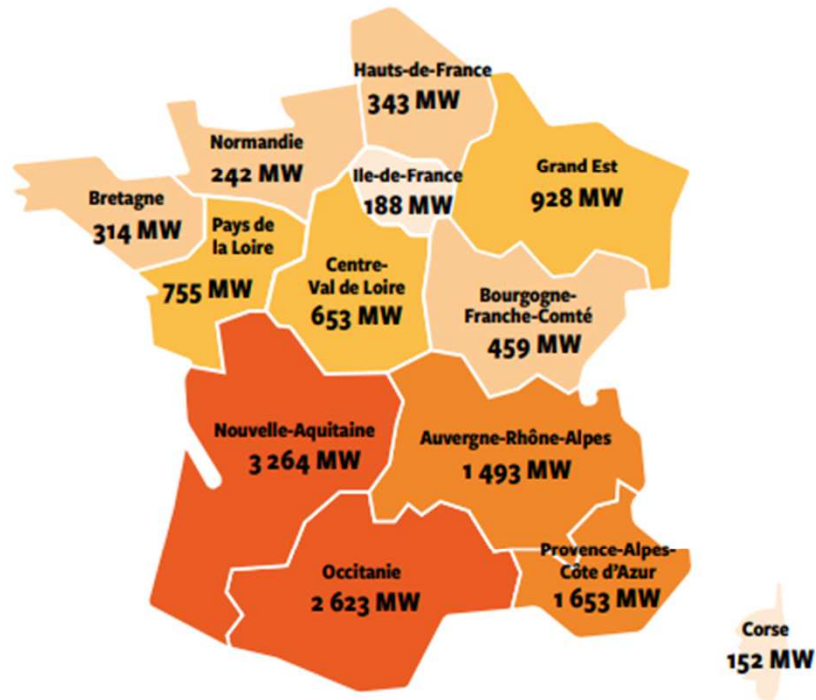 Hauts-de-France
343 MW
Normandie
242 MW
Ile-de-France
188 MW
Grand Est
928 MW
Bretagne
314 MW
Pays de
la Loire
755 MW
Centre-
Val de Loire
653 MW
Bourgogne-
Franche-Comté
459 MW
Nouvelle-Aquitaine
3 264 MW
Auvergne-Rhône-Alpes
1 493 MW
Occitanie
2 623 MW
Provence-Alpes-
Côte d'Azur
1 653 MW
Corse
152 MW